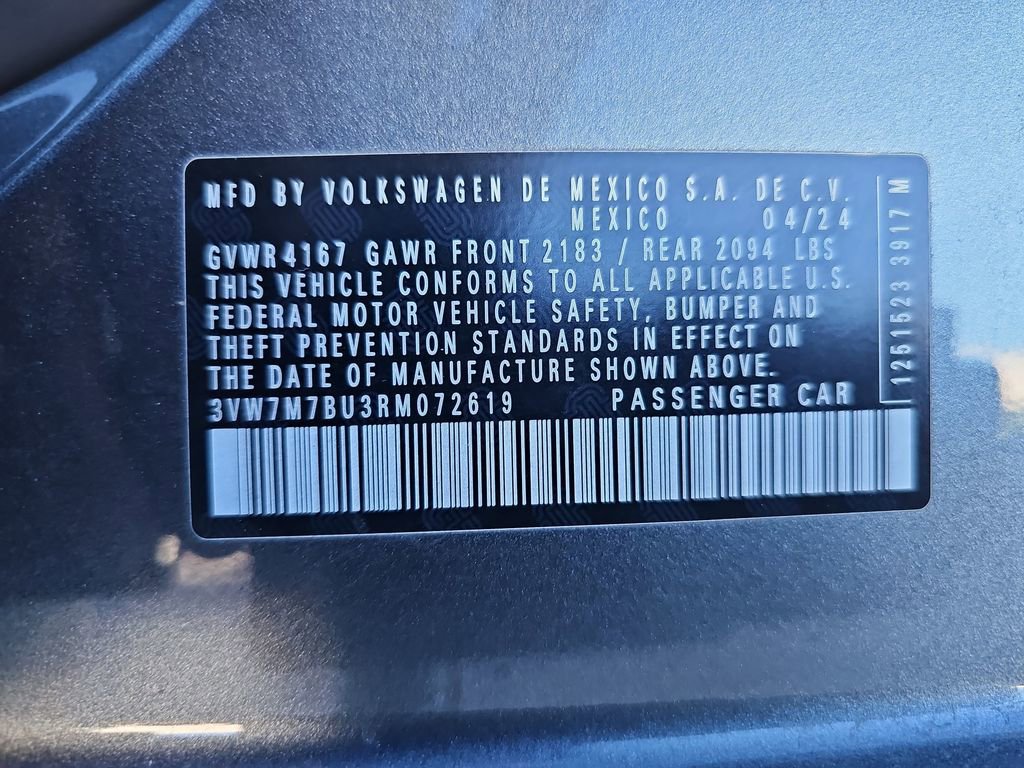 MFD BY VOLKSWAGEN DE MEXICO S.A. DE C.V.
MEXICO 04/24
GVWR 4167 GAWR FRONT 2183 / REAR 2094 LBS
THIS VEHICLE CONFORMS TO ALL APPLICABLE U.S.
FEDERAL MOTOR VEHICLE SAFETY, BUMPER AND
THEFT PREVENTION STANDARDS IN EFFECT ON
THE DATE OF MANUFACTURE SHOWN ABOVE.
3VW7M7BU3RM072619 PASSENGER CAR
1251523 3917 M